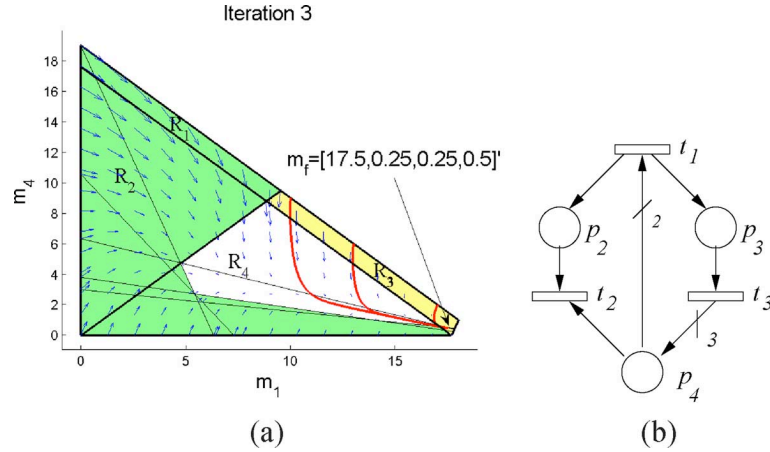 Iteration 3
18
16
14
12
10
8
6
4
2
0
m4
0 5 10 15
m1
R1
R2
R3
R4
mf=[17.5,0.25,0.25,0.5]'
(a)
t1
2
p2
p3
t2
t3
3
p4
(b)